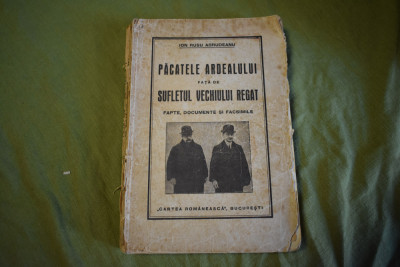 ION RUSU ABRUDEANU
PĂCATELE ARDEALULUI
FAȚĂ DE
SUFLETUL VECHIULUI REGAT
FAPTE, DOCUMENTE ȘI FACSIMILE
„CARTEA ROMÂNEASCĂ", BUCUREȘTI